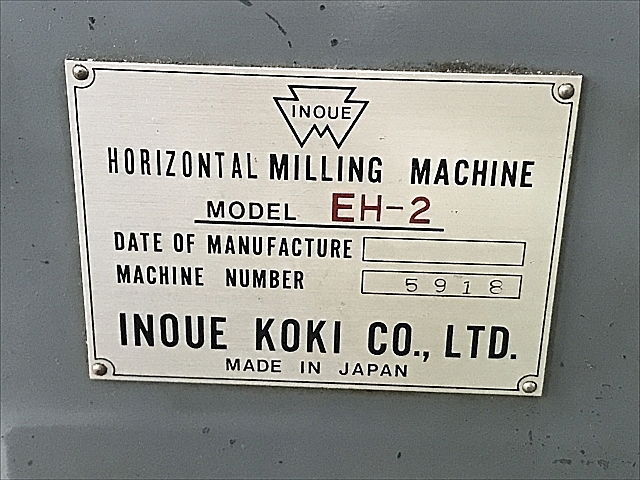 INOUE
HORIZONTAL MILLING MACHINE
MODEL EH-2
DATE OF MANUFACTURE
MACHINE NUMBER 5918
INOUE KOKI CO., LTD.
MADE IN JAPAN